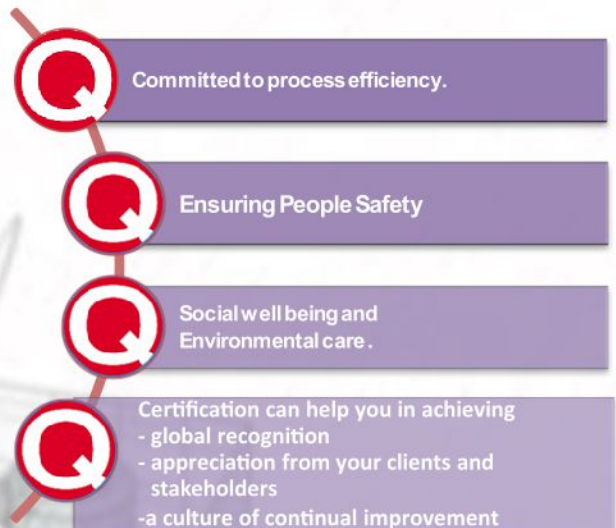 Q
Committed to process efficiency.
Q
Ensuring People Safety
Q
Social well being and
Environmental care.
Q
Certification can help you in achieving
- global recognition
- appreciation from your clients and
stakeholders
-a culture of continual improvement